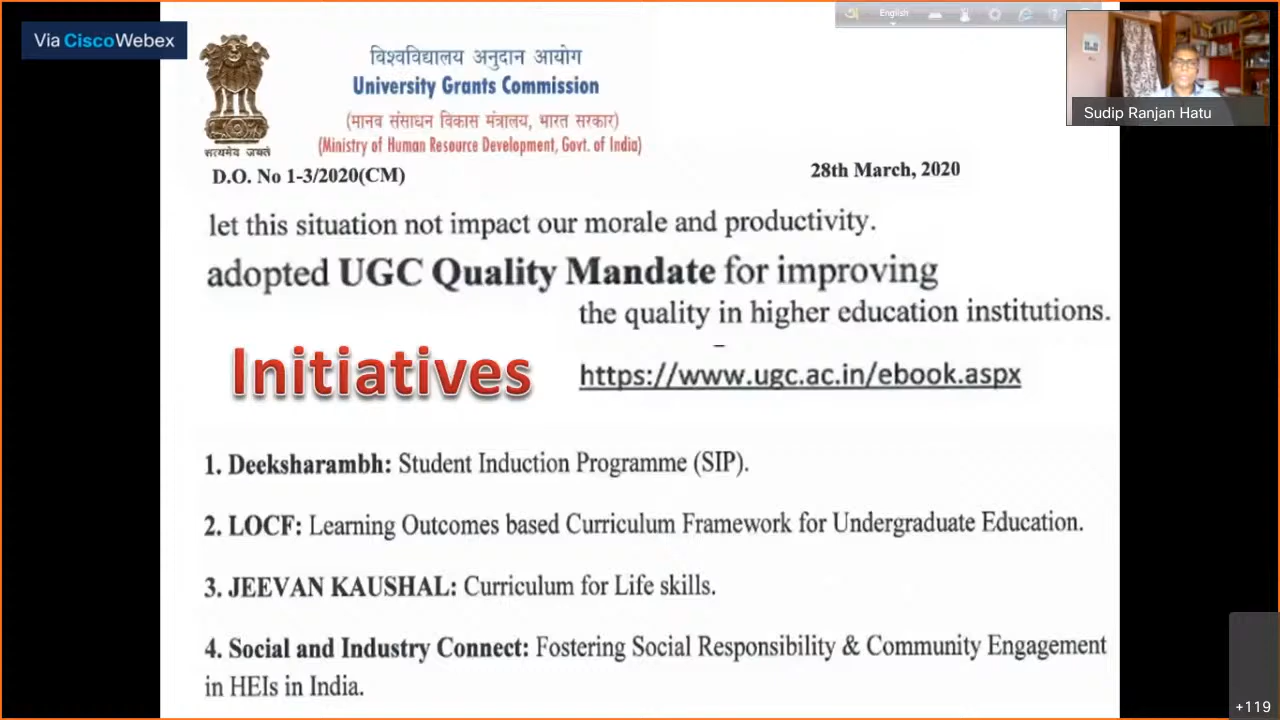 Via CiscoWebex
English
विश्वविद्यालय अनुदान आयोग
University Grants Commission
(मानव संसाधन विकास मंत्रालय, भारत सरकार)
(Ministry of Human Resource Development, Govt. of India)
सत्यमेव जयते
Sudip Ranjan Hatu
D.O. No 1-3/2020(CM)
28th March, 2020
let this situation not impact our morale and productivity.
adopted UGC Quality Mandate for improving
the quality in higher education institutions.
Initiatives
https://www.ugc.ac.in/ebook.aspx
1. Deeksharambh: Student Induction Programme (SIP).
2. LOCF: Learning Outcomes based Curriculum Framework for Undergraduate Education.
3. JEEVAN KAUSHAL: Curriculum for Life skills.
4. Social and Industry Connect: Fostering Social Responsibility & Community Engagement
in HEIs in India.
+119